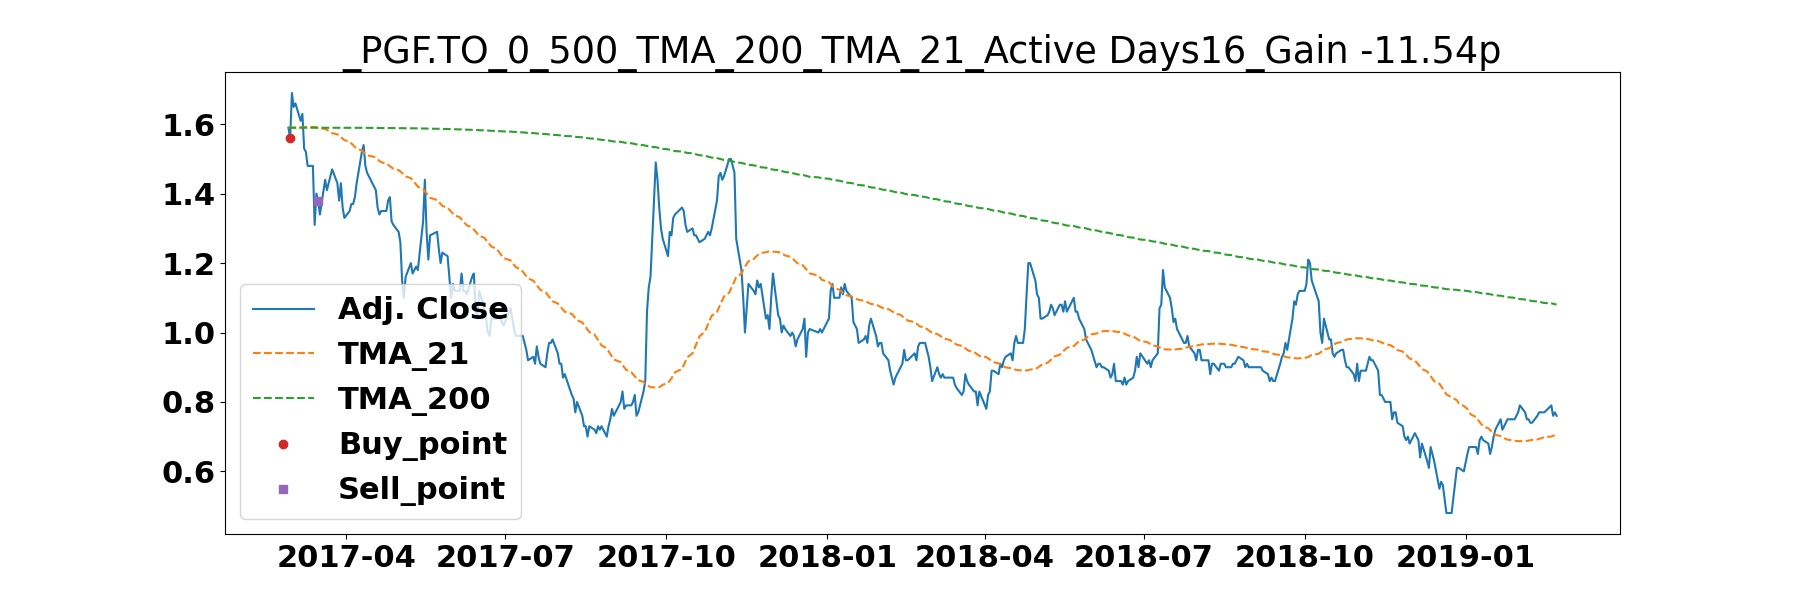 _PGF.TO_0_500_TMA_200_TMA_21_Active Days16_Gain -11.54p
1.6
1.4
1.2
1.0
0.8
0.6
Adj. Close
TMA_21
TMA_200
Buy_point
Sell_point
2017-04 2017-07 2017-10 2018-01 2018-04 2018-07 2018-10 2019-01